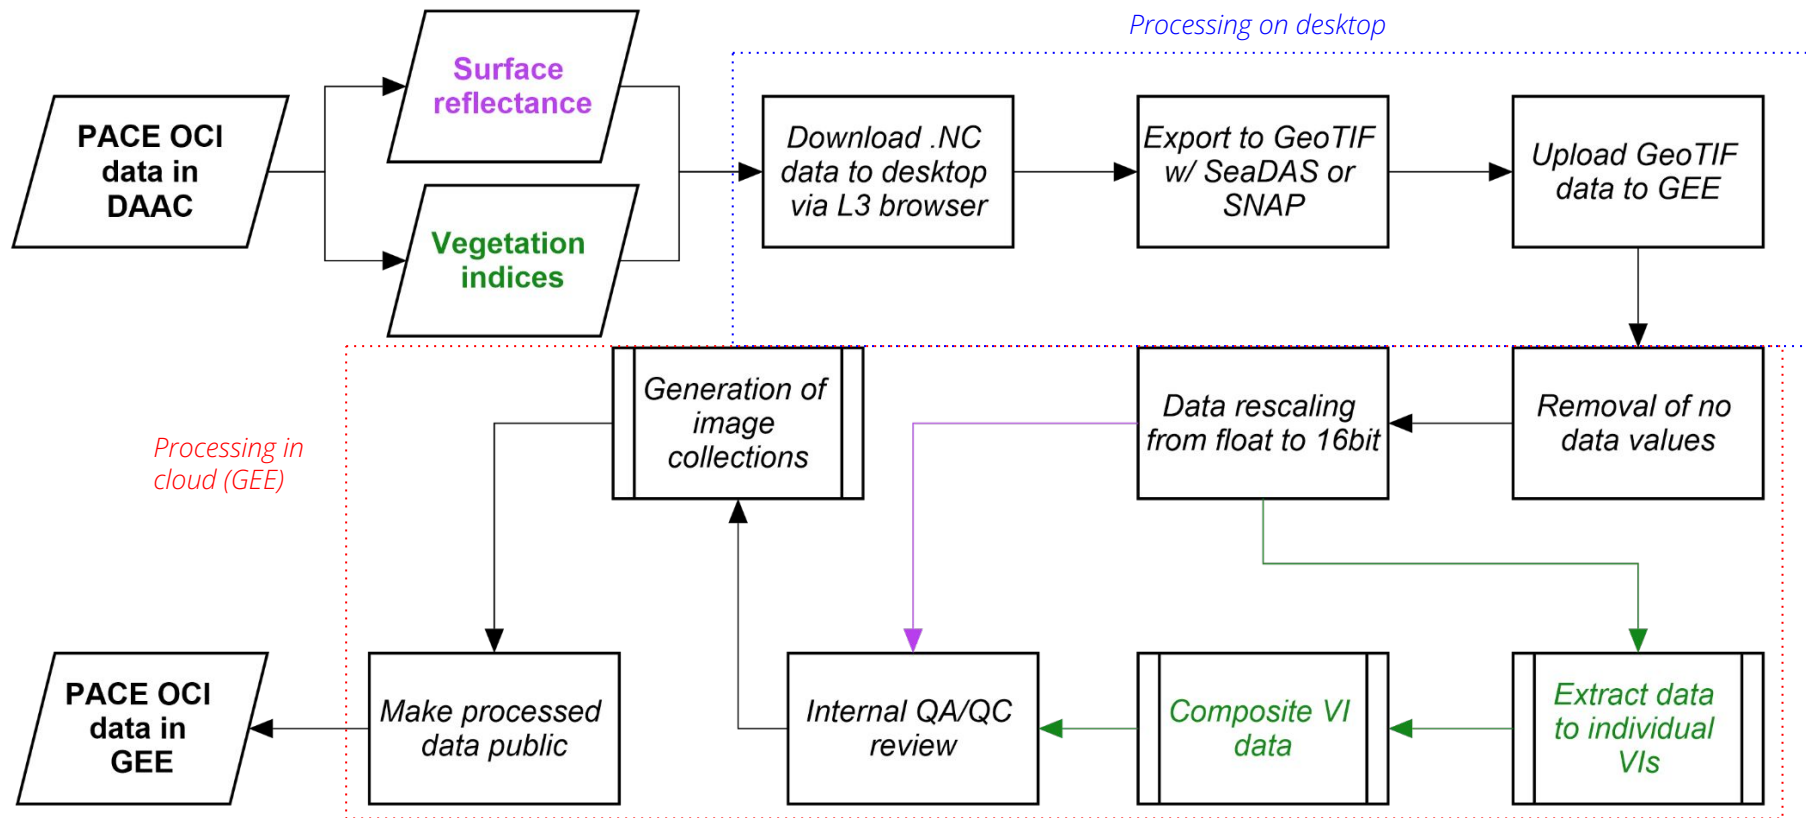 Processing on desktop
Surface
reflectance
PACE OCI
data in
DAAC
Vegetation
indices
Download .NC
data to desktop
via L3 browser
Export to GeoTIF
w/ SeaDAS or
SNAP
Upload GeoTIF
data to GEE
Processing in
cloud (GEE)
Generation of
image
collections
Data rescaling
from float to 16bit
Removal of no
data values
PACE OCI
data in
GEE
Make processed
data public
Internal QA/QC
review
Composite VI
data
Extract data
to individual
VIs